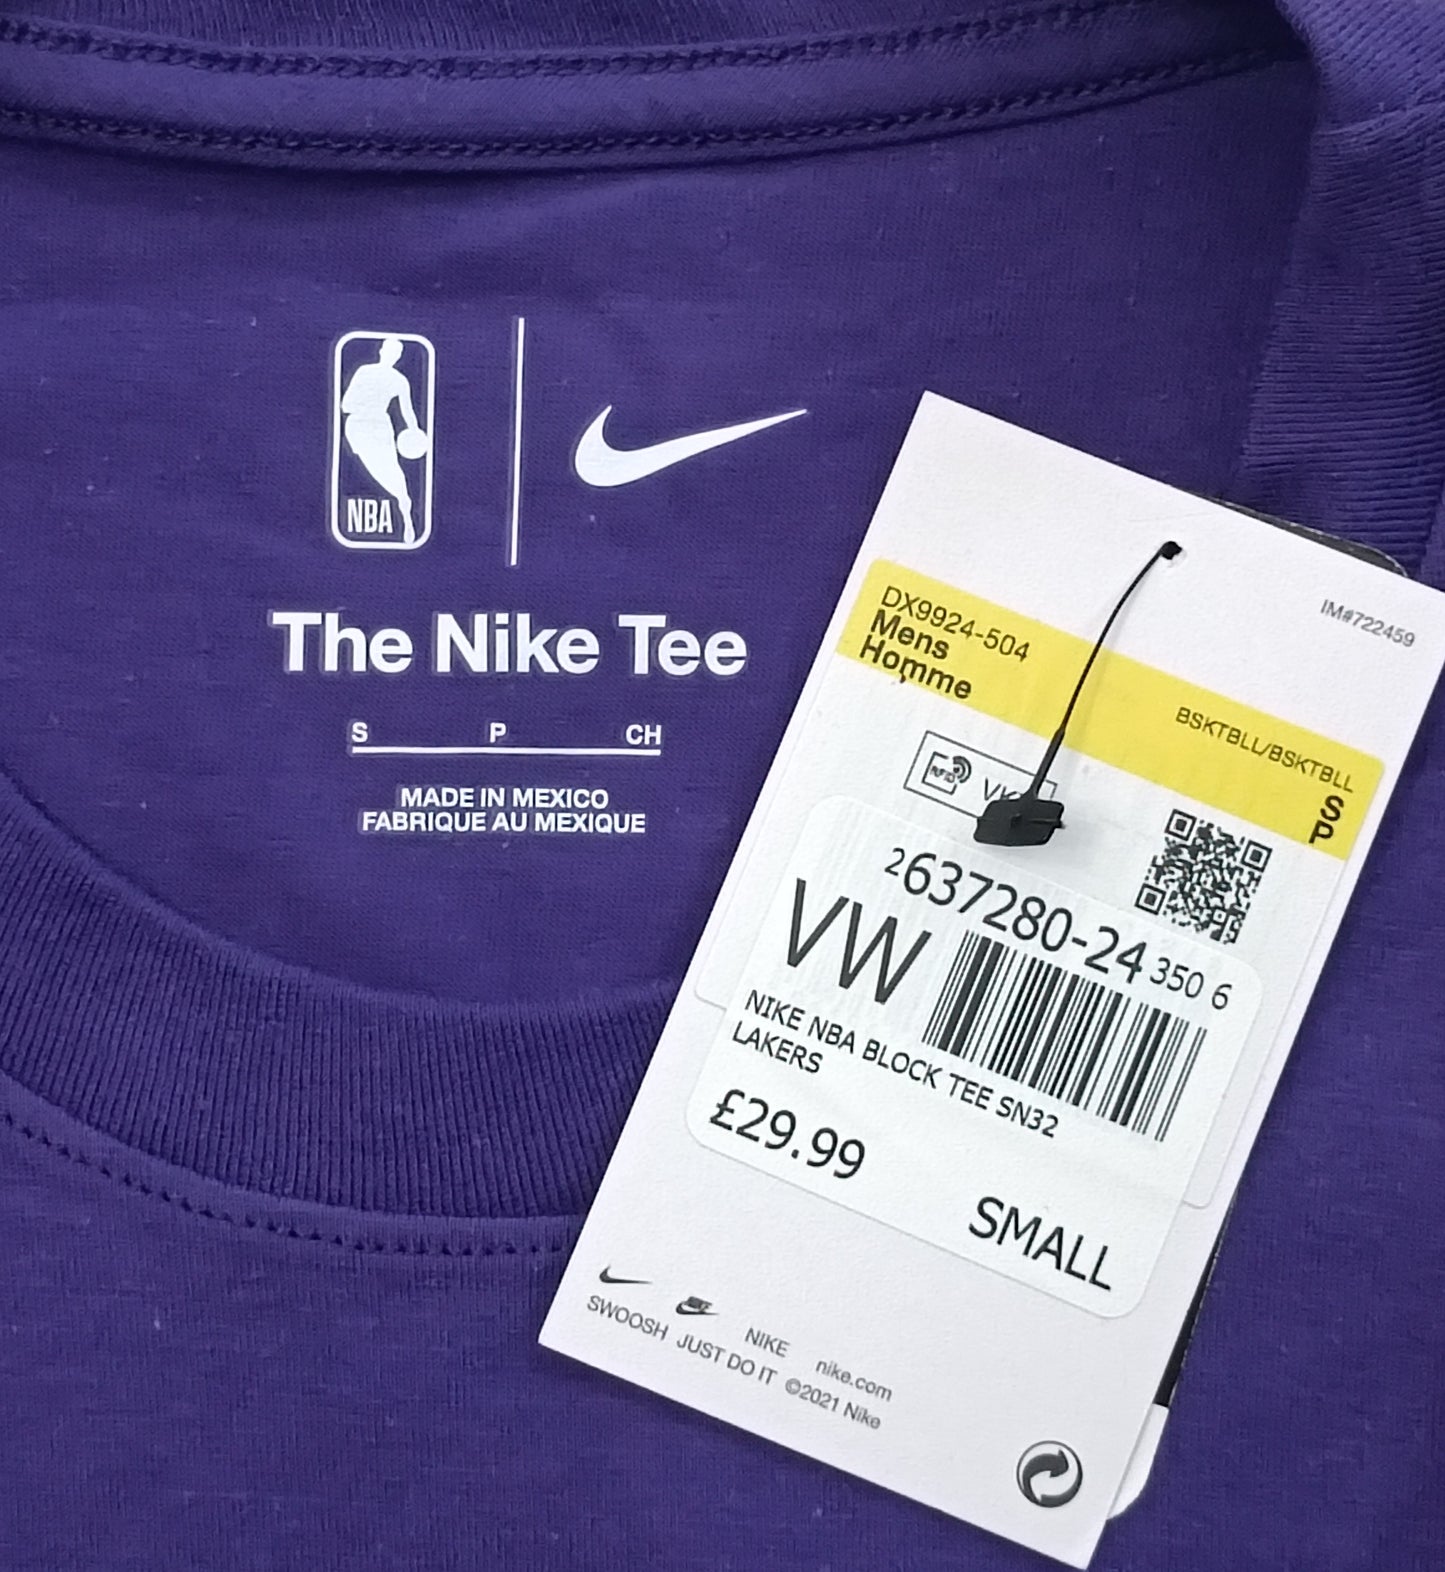 NBA
The Nike Tee
S P CH
MADE IN MEXICO
FABRIQUE AU MEXIQUE
IM#722459
DX9924-504
Mens
Homme
BSKTBLL/BSKTBLL
S
P
RFID
2637280-24 350 6
VW
NIKE NBA BLOCK TEE SN32
LAKERS
£29.99
SMALL
NIKE nike.com
SWOOSH JUST DO IT ©2021 Nike